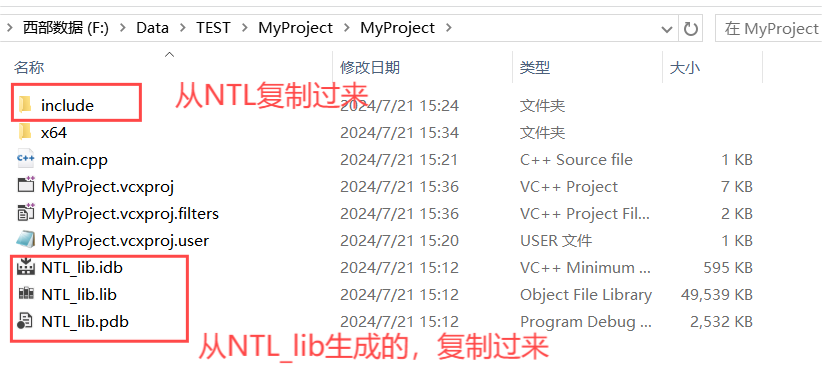 西部数据 (F:) > Data > TEST > MyProject > MyProject > 在 MyProject
名称 修改日期 类型 大小
include 2024/7/21 15:24 文件夹
从NTL复制过来
x64 2024/7/21 15:34 文件夹
main.cpp 2024/7/21 15:21 C++ Source file 1 KB
MyProject.vcxproj 2024/7/21 15:36 VC++ Project 7 KB
MyProject.vcxproj.filters 2024/7/21 15:36 VC++ Project Fil... 2 KB
MyProject.vcxproj.user 2024/7/21 15:20 USER 文件 1 KB
NTL_lib.idb 2024/7/21 15:12 VC++ Minimum ... 595 KB
NTL_lib.lib 2024/7/21 15:12 Object File Library 49,539 KB
NTL_lib.pdb 2024/7/21 15:12 Program Debug ... 2,532 KB
从NTL_lib生成的，复制过来